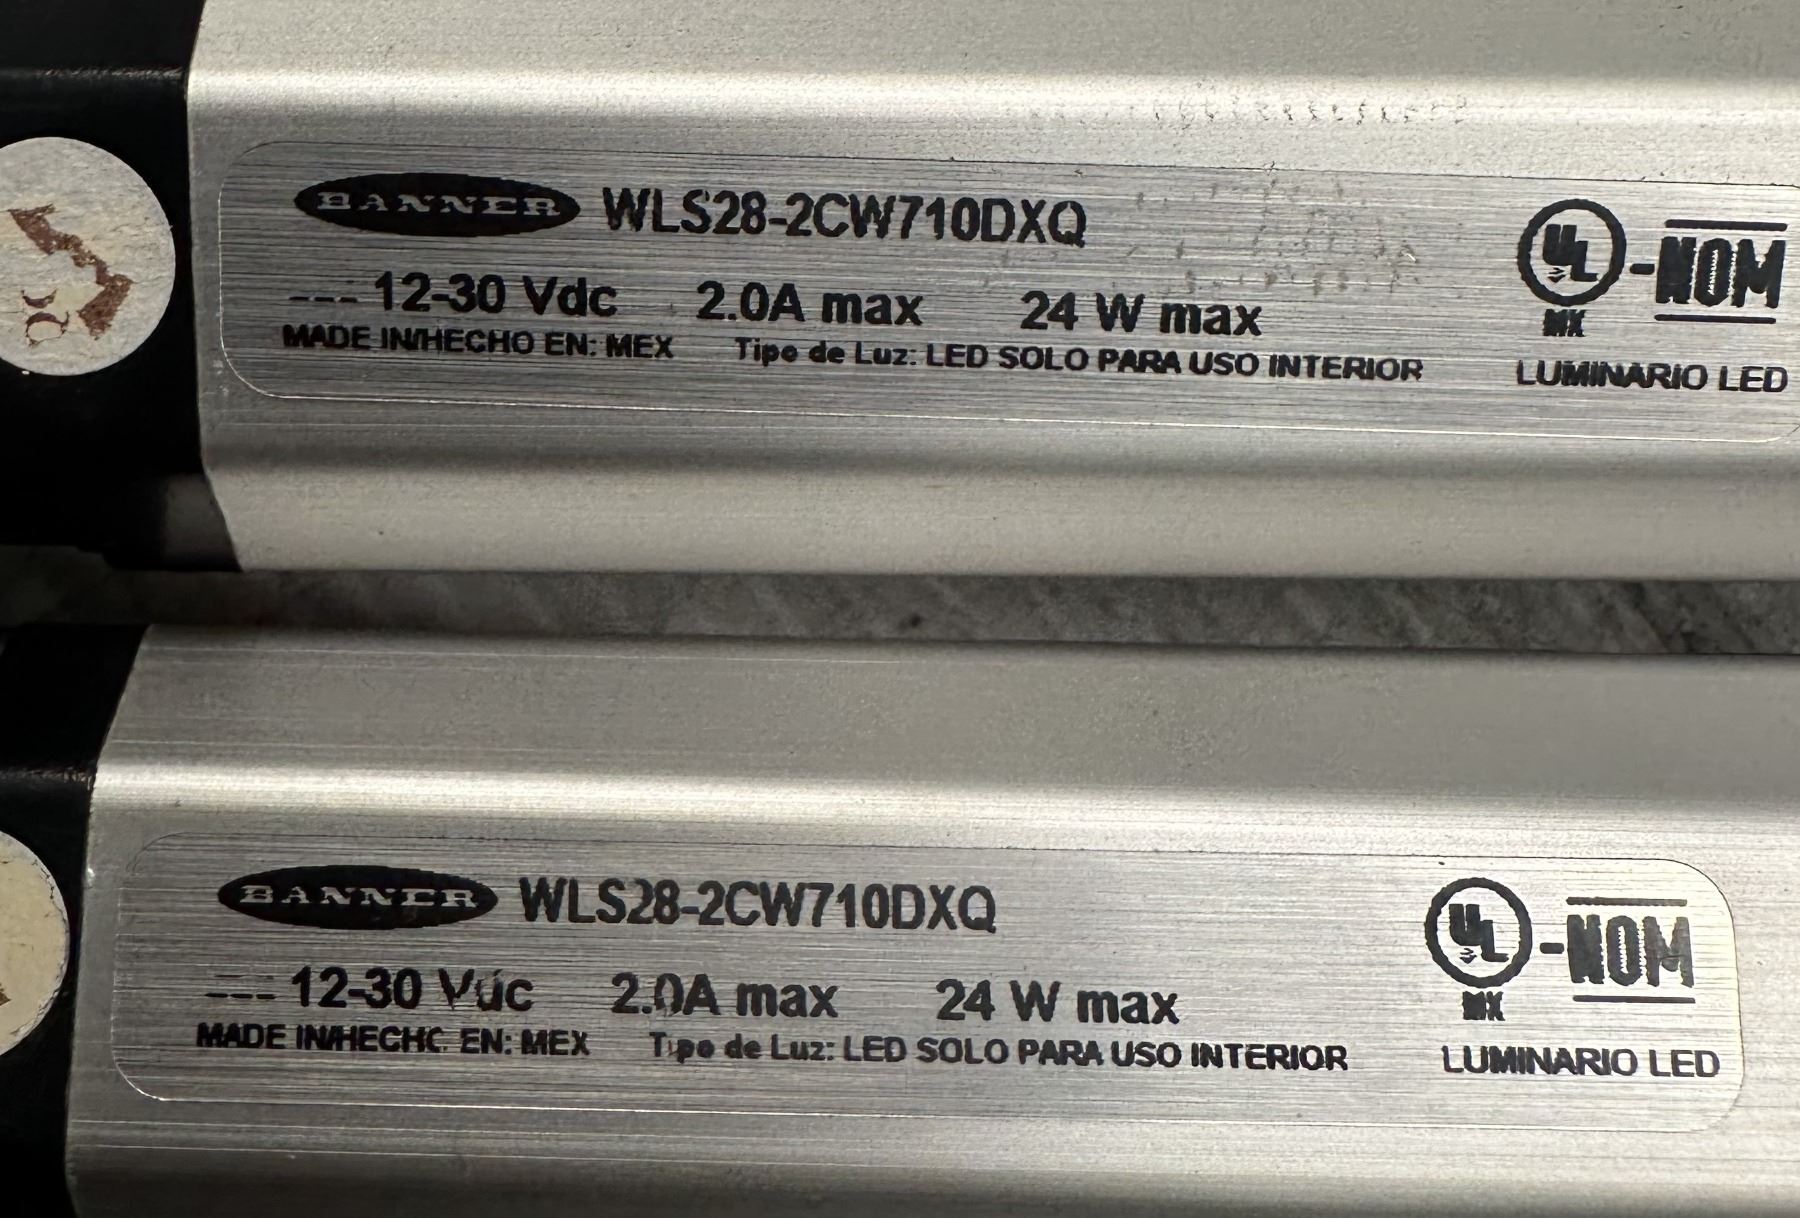 BANNER WLS28-2CW710DXQ
12-30 Vdc 2.0A max 24 W max
MADE IN/HECHO EN: MEX Tipo de Luz: LED SOLO PARA USO INTERIOR
UL MX -NOM
LUMINARIO LED
BANNER WLS28-2CW710DXQ
12-30 Vdc 2.0A max 24 W max
MADE IN/HECHO EN: MEX Tipo de Luz: LED SOLO PARA USO INTERIOR
UL MX -NOM
LUMINARIO LED